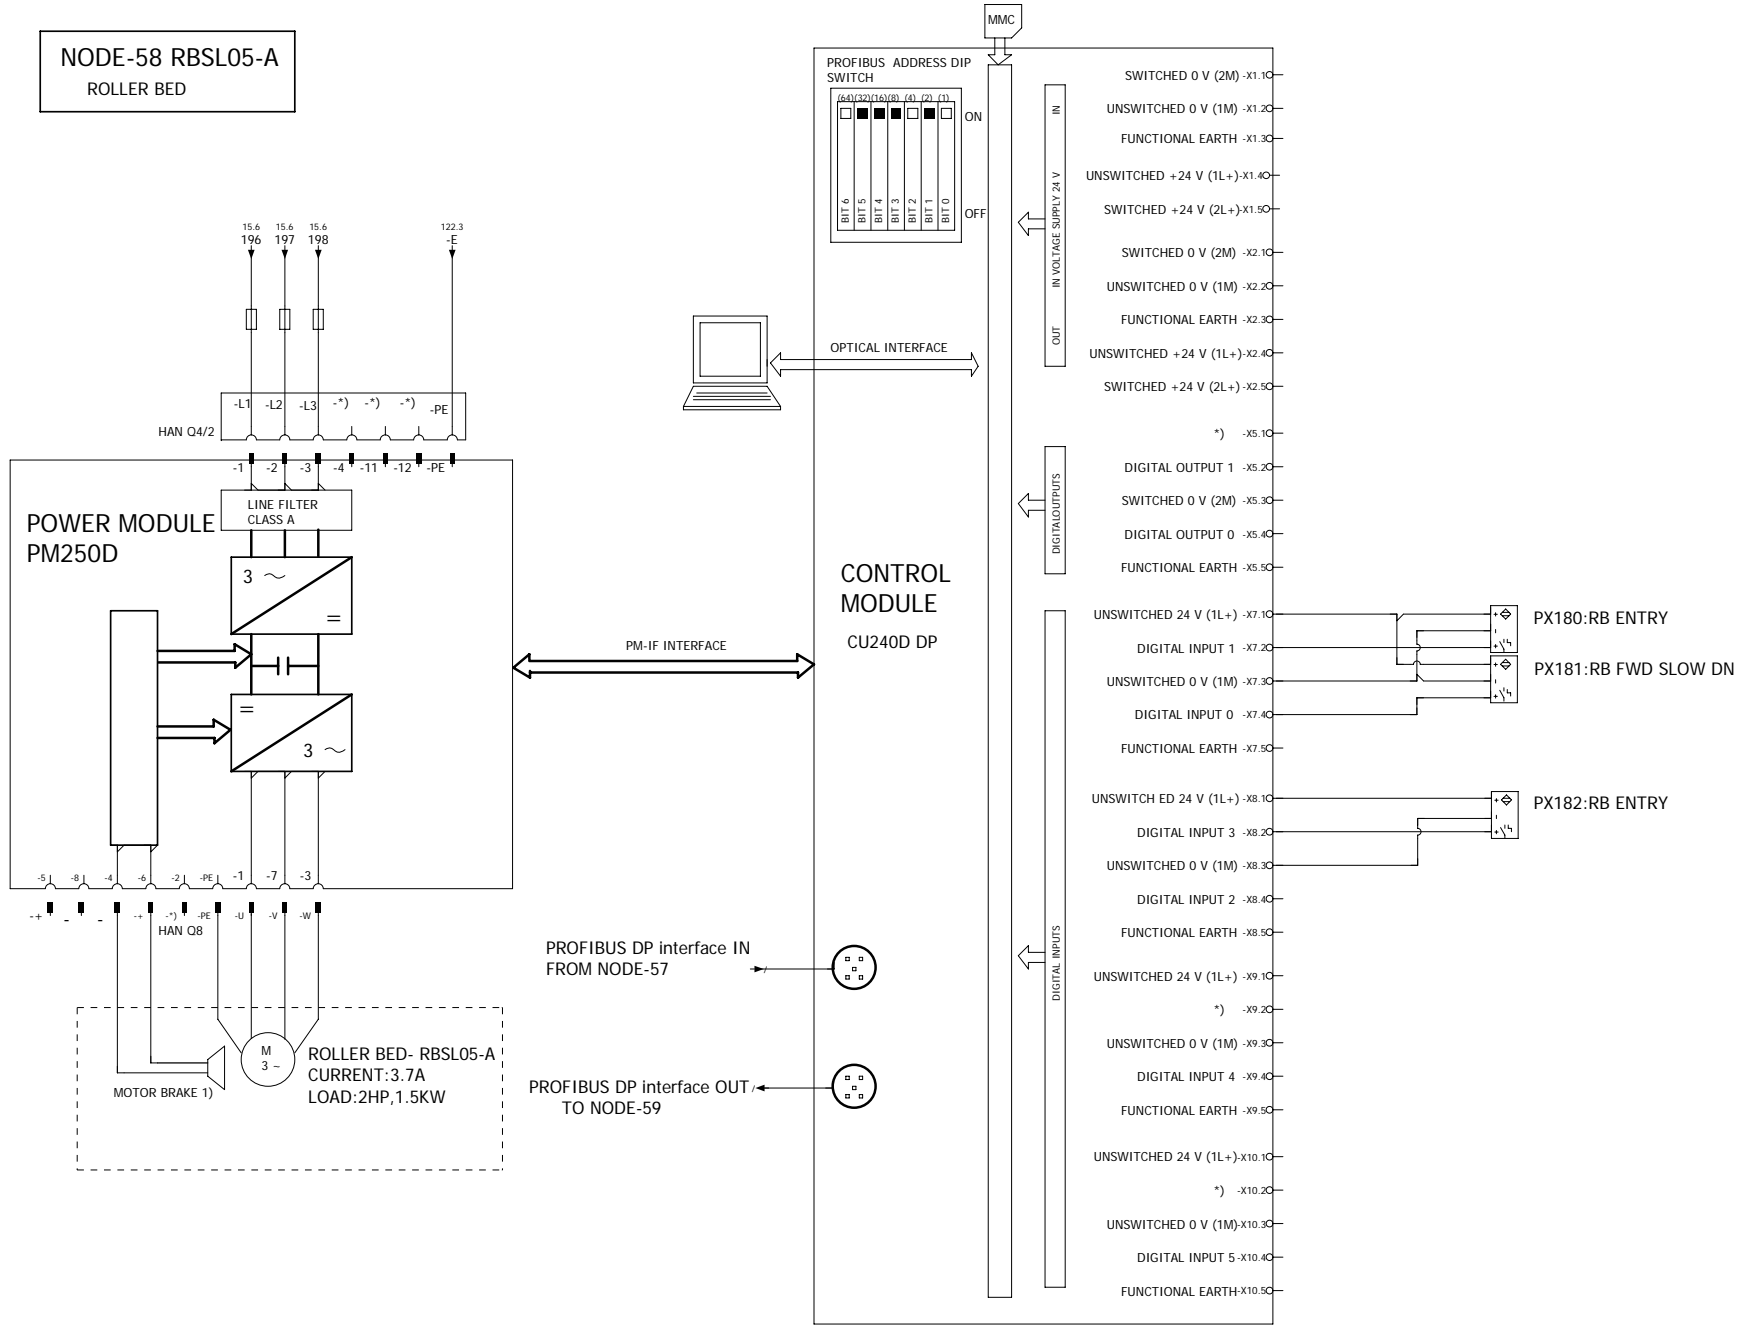 NODE-58 RBSL05-A
ROLLER BED
15.6 15.6 15.6 122.3
196 197 198 -E
-L1 -L2 -L3 -*) -*) -*) -PE
HAN Q4/2
-1 -2 -3 -4 -11 -12 -PE
LINE FILTER
CLASS A
POWER MODULE
PM250D
3 ~
=
=
3 ~
-5 -8 -4 -6 -2 -PE -1 -7 -3
-+ - - -+ -*) -PE -U -V -W
HAN Q8
M
3 ~
ROLLER BED- RBSL05-A
CURRENT:3.7A
LOAD:2HP,1.5KW
MOTOR BRAKE 1)
PM-IF INTERFACE
OPTICAL INTERFACE
PROFIBUS DP interface IN
FROM NODE-57
PROFIBUS DP interface OUT
TO NODE-59
MMC
PROFIBUS ADDRESS DIP
SWITCH
(64) (32) (16) (8) (4) (2) (1)
ON
BIT 6 BIT 5 BIT 4 BIT 3 BIT 2 BIT 1 BIT 0
OFF
CONTROL
MODULE
CU240D DP
IN
IN VOLTAGE SUPPLY 24 V
OUT
DIGITALOUTPUTS
DIGITAL INPUTS
SWITCHED 0 V (2M) -X1.1
UNSWITCHED 0 V (1M) -X1.2
FUNCTIONAL EARTH -X1.3
UNSWITCHED +24 V (1L+)-X1.4
SWITCHED +24 V (2L+)-X1.5
SWITCHED 0 V (2M) -X2.1
UNSWITCHED 0 V (1M) -X2.2
FUNCTIONAL EARTH -X2.3
UNSWITCHED +24 V (1L+)-X2.4
SWITCHED +24 V (2L+)-X2.5
*) -X5.1
DIGITAL OUTPUT 1 -X5.2
SWITCHED 0 V (2M) -X5.3
DIGITAL OUTPUT 0 -X5.4
FUNCTIONAL EARTH -X5.5
UNSWITCHED 24 V (1L+) -X7.1
DIGITAL INPUT 1 -X7.2
UNSWITCHED 0 V (1M) -X7.3
DIGITAL INPUT 0 -X7.4
FUNCTIONAL EARTH -X7.5
UNSWITCH ED 24 V (1L+) -X8.1
DIGITAL INPUT 3 -X8.2
UNSWITCHED 0 V (1M) -X8.3
DIGITAL INPUT 2 -X8.4
FUNCTIONAL EARTH -X8.5
UNSWITCHED 24 V (1L+) -X9.1
*) -X9.2
UNSWITCHED 0 V (1M) -X9.3
DIGITAL INPUT 4 -X9.4
FUNCTIONAL EARTH -X9.5
UNSWITCHED 24 V (1L+)-X10.1
*) -X10.2
UNSWITCHED 0 V (1M)-X10.3
DIGITAL INPUT 5 -X10.4
FUNCTIONAL EARTH-X10.5
+
-
+
PX180:RB ENTRY
+
-
+
PX181:RB FWD SLOW DN
+
-
+
PX182:RB ENTRY